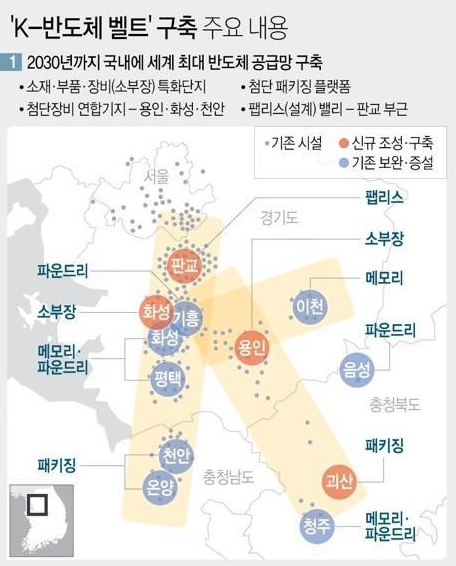 'K-반도체 벨트' 구축 주요 내용
1 2030년까지 국내에 세계 최대 반도체 공급망 구축
•소재·부품·장비(소부장) 특화단지 •첨단 패키징 플랫폼
•첨단장비 연합기지 – 용인·화성·천안 •팹리스(설계) 밸리 – 판교 부근
•기존 시설 ●신규 조성·구축
●기존 보완·증설
서울
팹리스
경기도
소부장
판교
파운드리
메모리
소부장
화성
기흥
이천
파운드리
화성
메모리·
파운드리
용인
평택
음성
충청북도
패키징
천안
패키징
충청남도
온양
괴산
청주
메모리·
파운드리